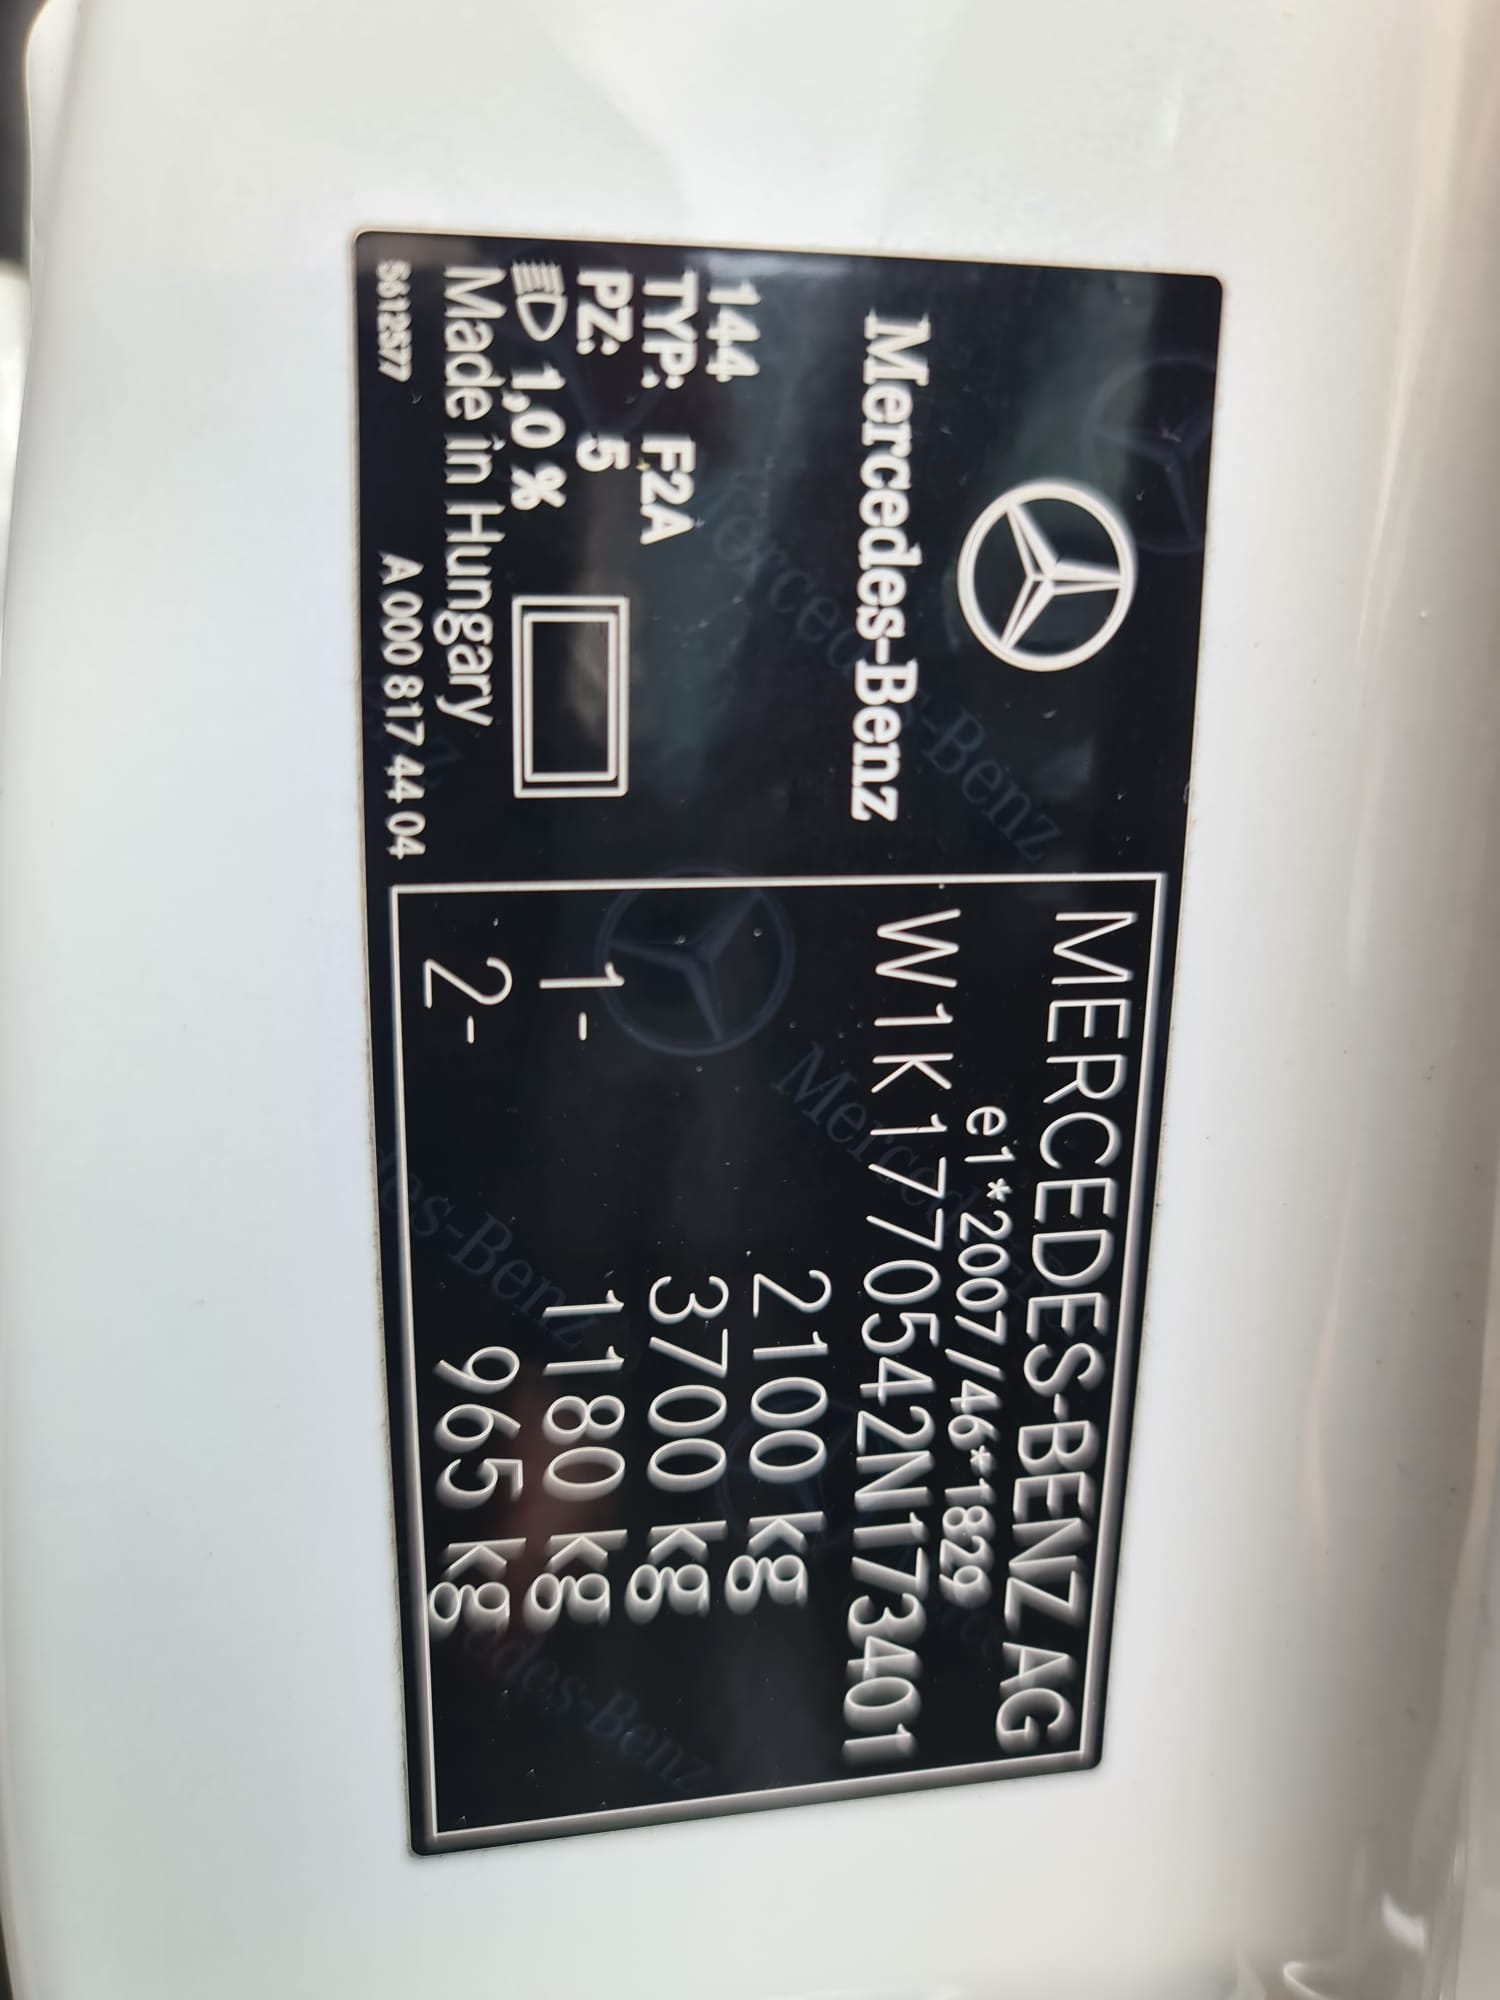 Mercedes-Benz
144
TYP: F2A
PZ: 5
1,0 %
Made in Hungary
S612577 A 000 817 44 04
MERCEDES-BENZ AG
e1*2007/46*1829
W1K1770542N173401
2100 kg
3700 kg
1- 1180 kg
2- 965 kg